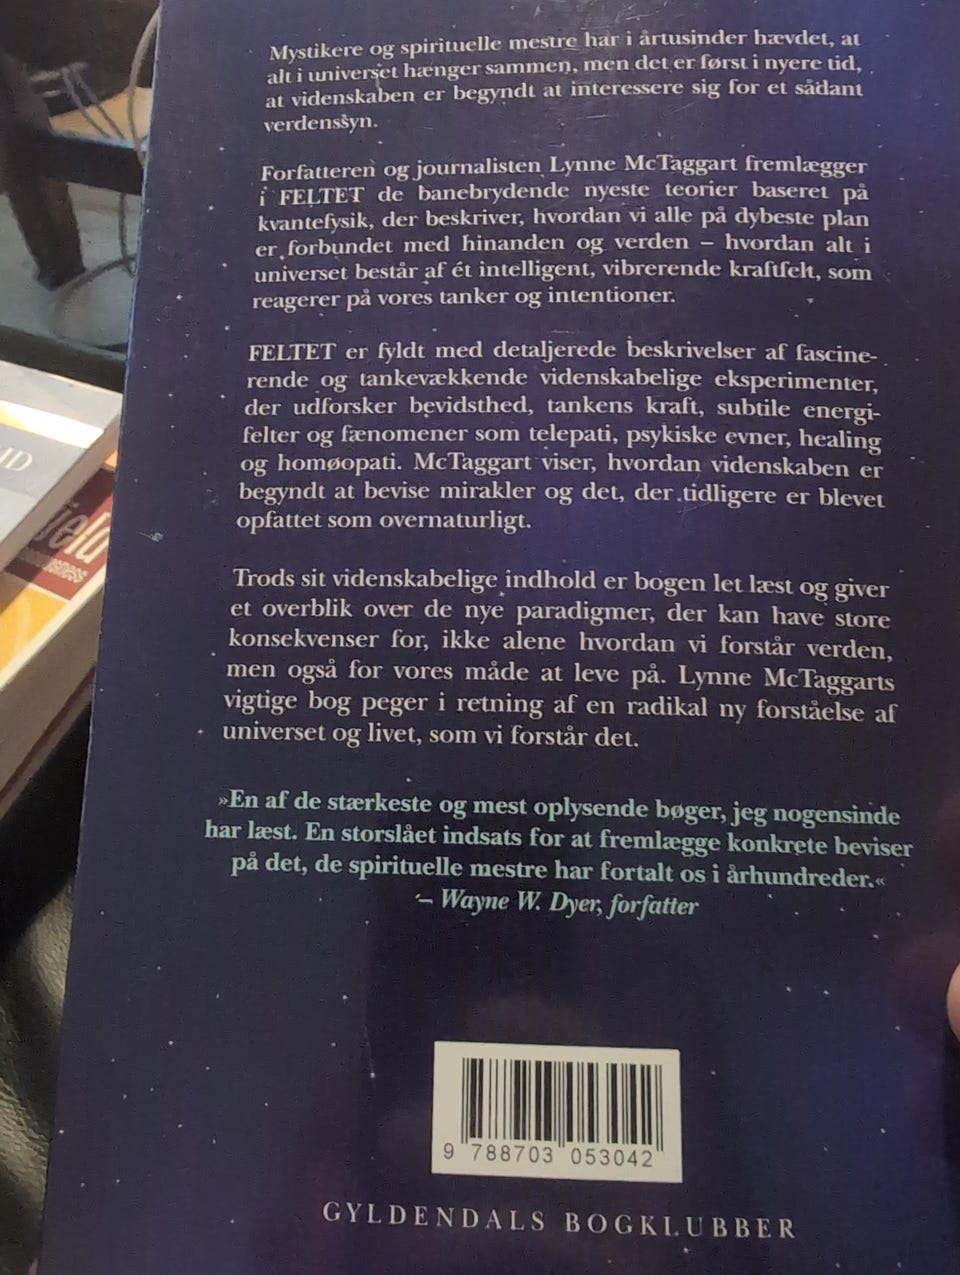 Mystikere og spirituelle mestre har i årtusinder hævdet, at
alt i universet hænger sammen, men det er først i nyere tid,
at videnskaben er begyndt at interessere sig for et sådant
verdenssyn.
Forfatteren og journalisten Lynne McTaggart fremlægger
i FELTET de banebrydende nyeste teorier baseret på
kvantefysik, der beskriver, hvordan vi alle på dybeste plan
er forbundet med hinanden og verden – hvordan alt i
universet består af ét intelligent, vibrerende kraftfelt, som
reagerer på vores tanker og intentioner.
FELTET er fyldt med detaljerede beskrivelser af fascine-
rende og tankevækkende videnskabelige eksperimenter,
der udforsker bevidsthed, tankens kraft, subtile energi-
felter og fænomener som telepati, psykiske evner, healing
og homøopati. McTaggart viser, hvordan videnskaben er
begyndt at bevise mirakler og det, der tidligere er blevet
opfattet som overnaturligt.
Trods sit videnskabelige indhold er bogen let læst og giver
et overblik over de nye paradigmer, der kan have store
konsekvenser for, ikke alene hvordan vi forstår verden,
men også for vores måde at leve på. Lynne McTaggarts
vigtige bog peger i retning af en radikal ny forståelse af
universet og livet, som vi forstår det.
»En af de stærkeste og mest oplysende bøger, jeg nogensinde
har læst. En storslået indsats for at fremlægge konkrete beviser
på det, de spirituelle mestre har fortalt os i århundreder.«
– Wayne W. Dyer, forfatter
9 788703 053042
GYLDENDALS BOGKLUBBER